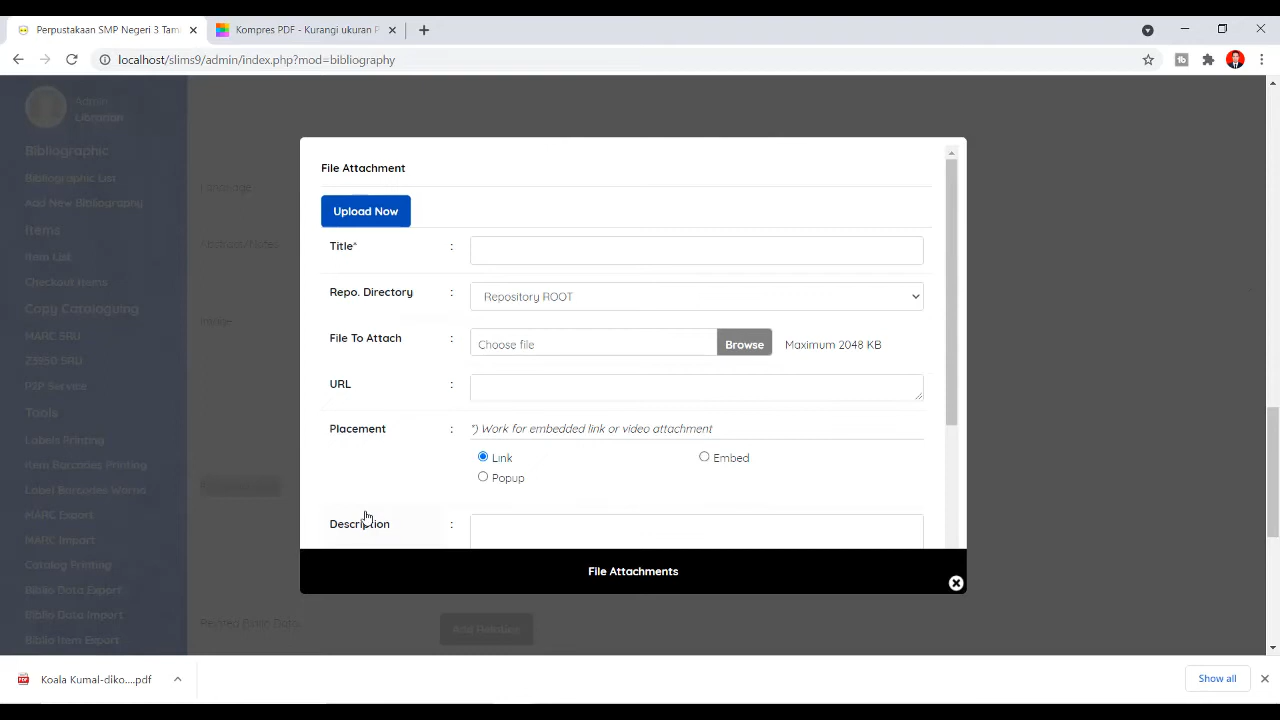 Perpustakaan SMP Negeri 3 Tam
Kompres PDF - Kurangi ukuran P
localhost/slims9/admin/index.php?mod=bibliography
Admin
Librarian
Bibliographic
Bibliographic List
Add New Bibliography
Items
Item List
Checkout Items
Copy Cataloguing
MARC SRU
Z3950 SRU
P2P Service
Tools
Labels Printing
Item Barcodes Printing
MARC Export
MARC Import
Catalog Printing
Biblio Data Export
Biblio Data Import
Biblio Item Export
Language
Abstract/Notes
Image
Related Biblio Data
Add Relation
File Attachment
Upload Now
Title* :
Repo. Directory : Repository ROOT
File To Attach : Choose file Browse Maximum 2048 KB
URL :
Placement : *) Work for embedded link or video attachment
Link Embed
Popup
Description :
File Attachments
Koala Kumal-diko....pdf
Show all